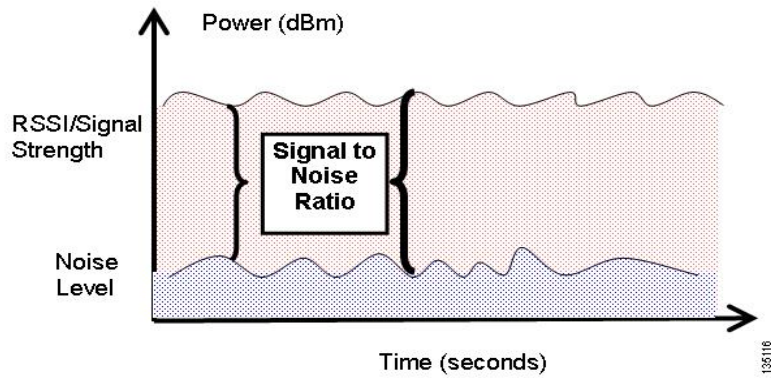 Power (dBm)
RSSI/Signal
Strength
Signal to
Noise
Ratio
Noise
Level
Time (seconds)
135116